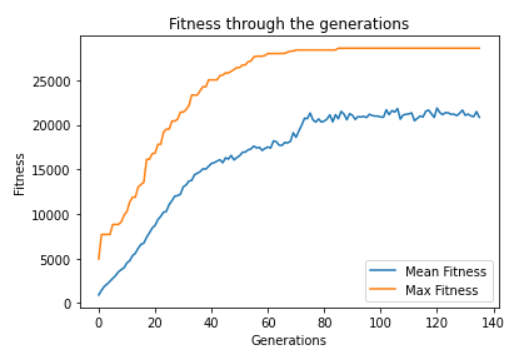 Fitness through the generations
Fitness
25000
20000
15000
10000
5000
0
Mean Fitness
Max Fitness
0 20 40 60 80 100 120 140
Generations